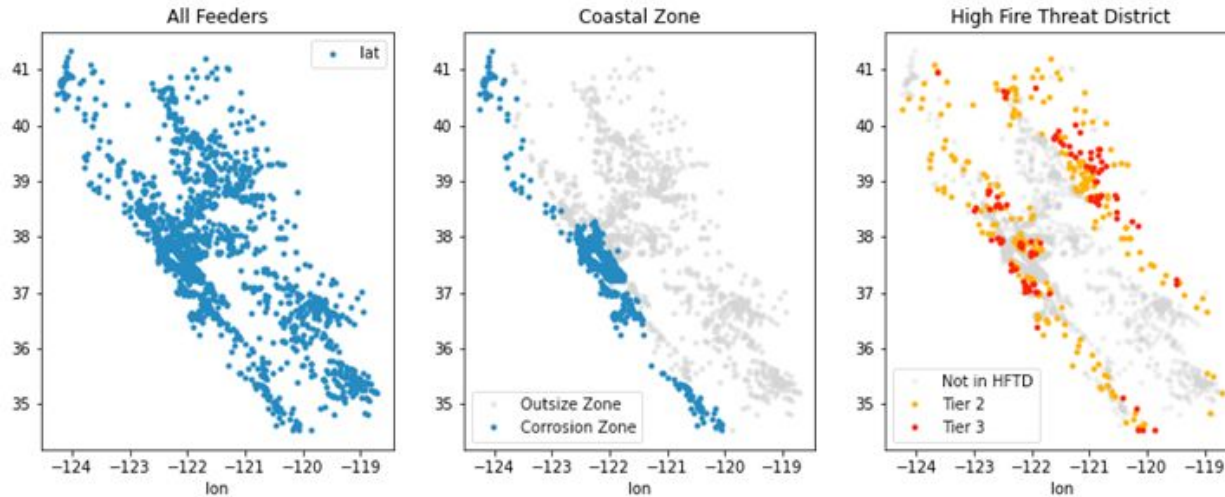 All Feeders
lat
41
40
39
38
37
36
35
−124 −123 −122 −121 −120 −119
lon
Coastal Zone
41
40
39
38
37
36
35
Outsize Zone
Corrosion Zone
−124 −123 −122 −121 −120 −119
lon
High Fire Threat District
41
40
39
38
37
36
35
Not in HFTD
Tier 2
Tier 3
−124 −123 −122 −121 −120 −119
lon